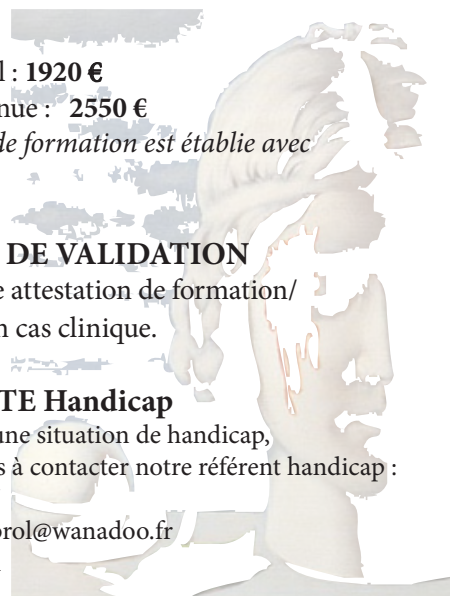 l : 1920 €
nue : 2550 €
de formation est établie avec
DE VALIDATION
e attestation de formation/
n cas clinique.
TE Handicap
une situation de handicap,
s à contacter notre référent handicap :
orol@wanadoo.fr